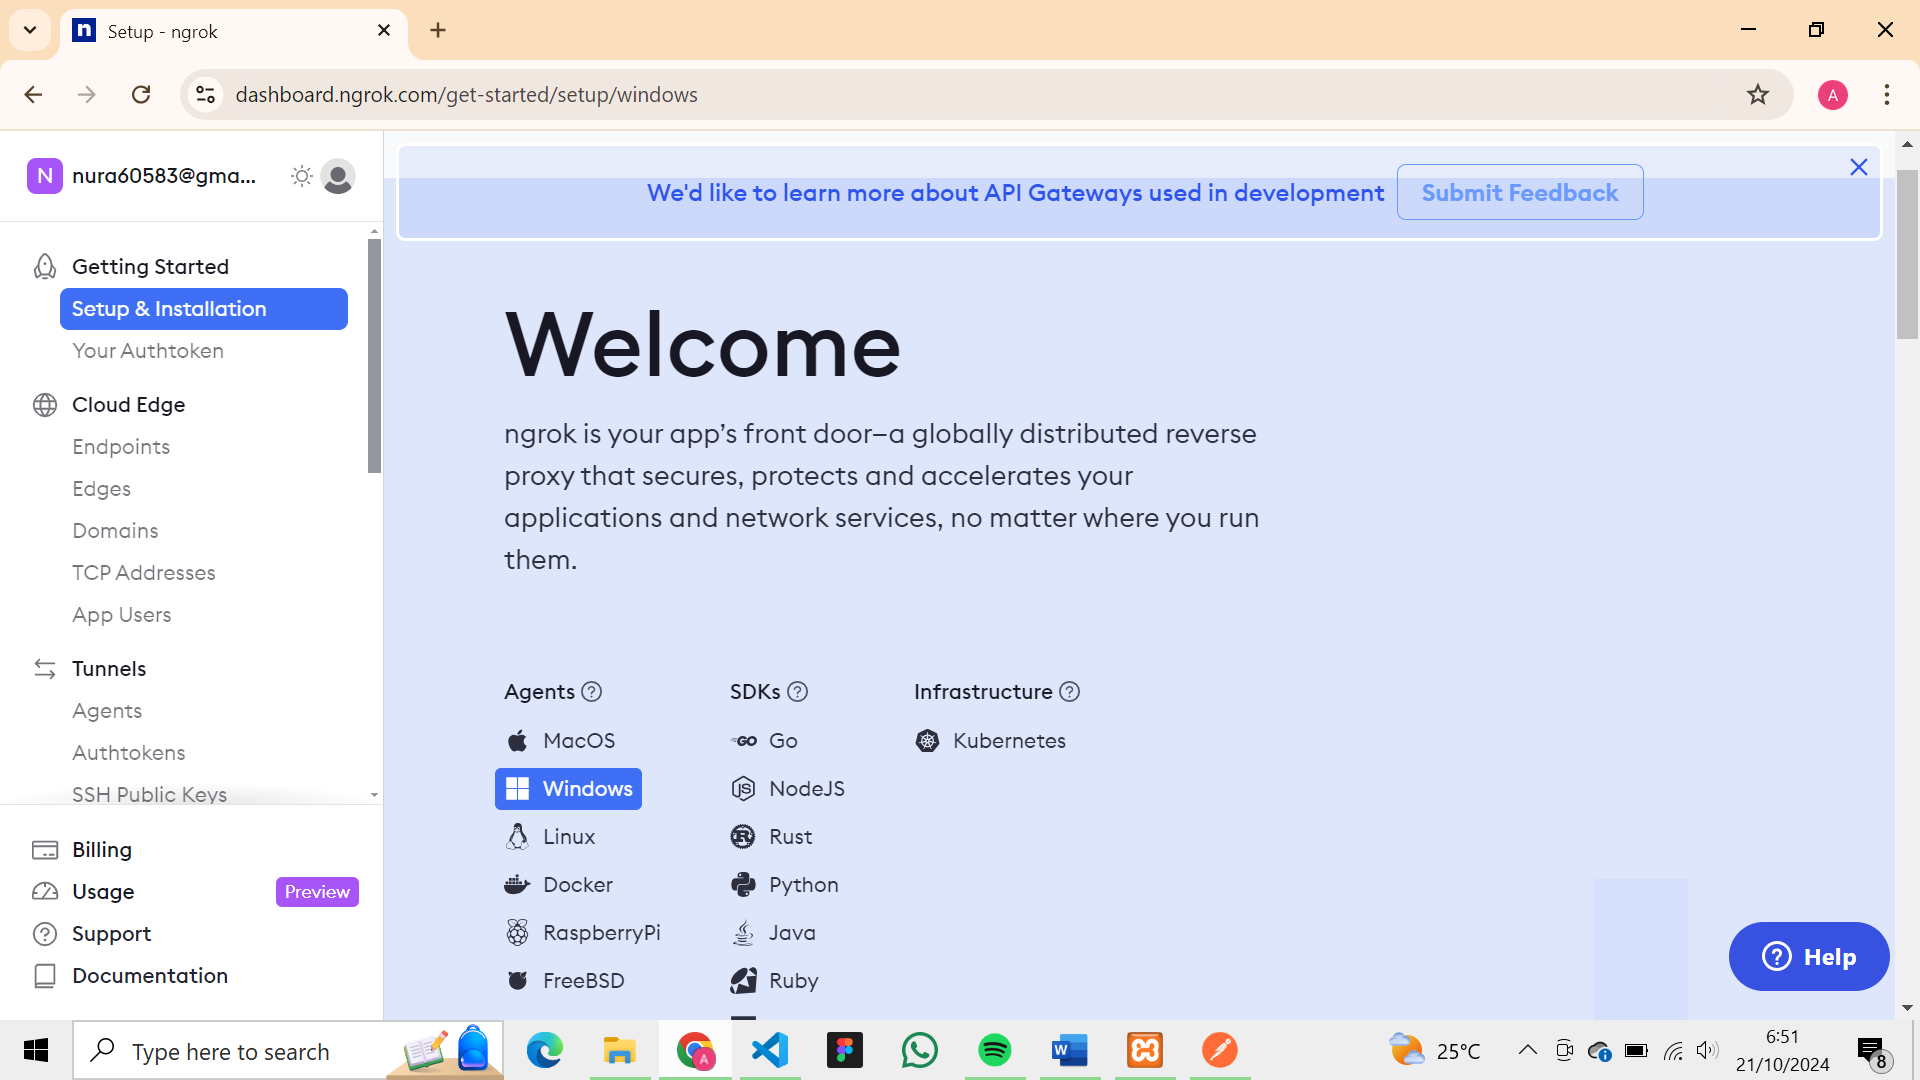 Setup - ngrok
dashboard.ngrok.com/get-started/setup/windows
A
N
nura60583@gma...
Getting Started
Setup & Installation
Your Authtoken
Cloud Edge
Endpoints
Edges
Domains
TCP Addresses
App Users
Tunnels
Agents
Authtokens
SSH Public Keys
Billing
Usage
Preview
Support
Documentation
We'd like to learn more about API Gateways used in development
Submit Feedback
Welcome
ngrok is your app’s front door—a globally distributed reverse
proxy that secures, protects and accelerates your
applications and network services, no matter where you run
them.
Agents
MacOS
Windows
Linux
Docker
RaspberryPi
FreeBSD
SDKs
Go
NodeJS
Rust
Python
Java
Ruby
Infrastructure
Kubernetes
Help
Type here to search
25°C
6:51
21/10/2024
8